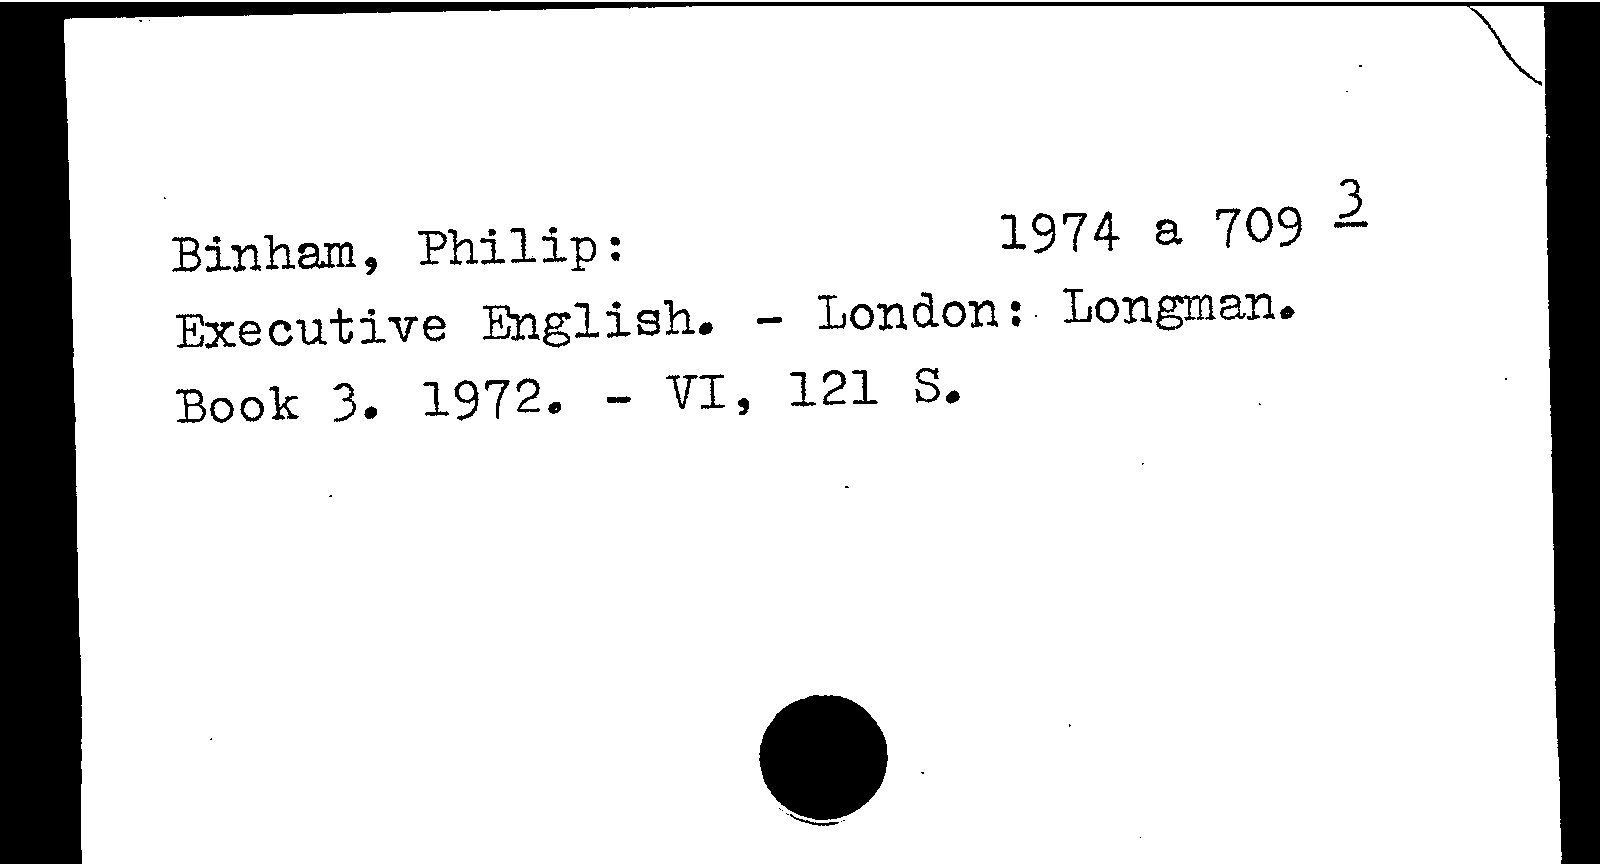 Binham, Philip: 1974 a 709 3
Executive English. - London: Longman.
Book 3. 1972. - VI, 121 S.